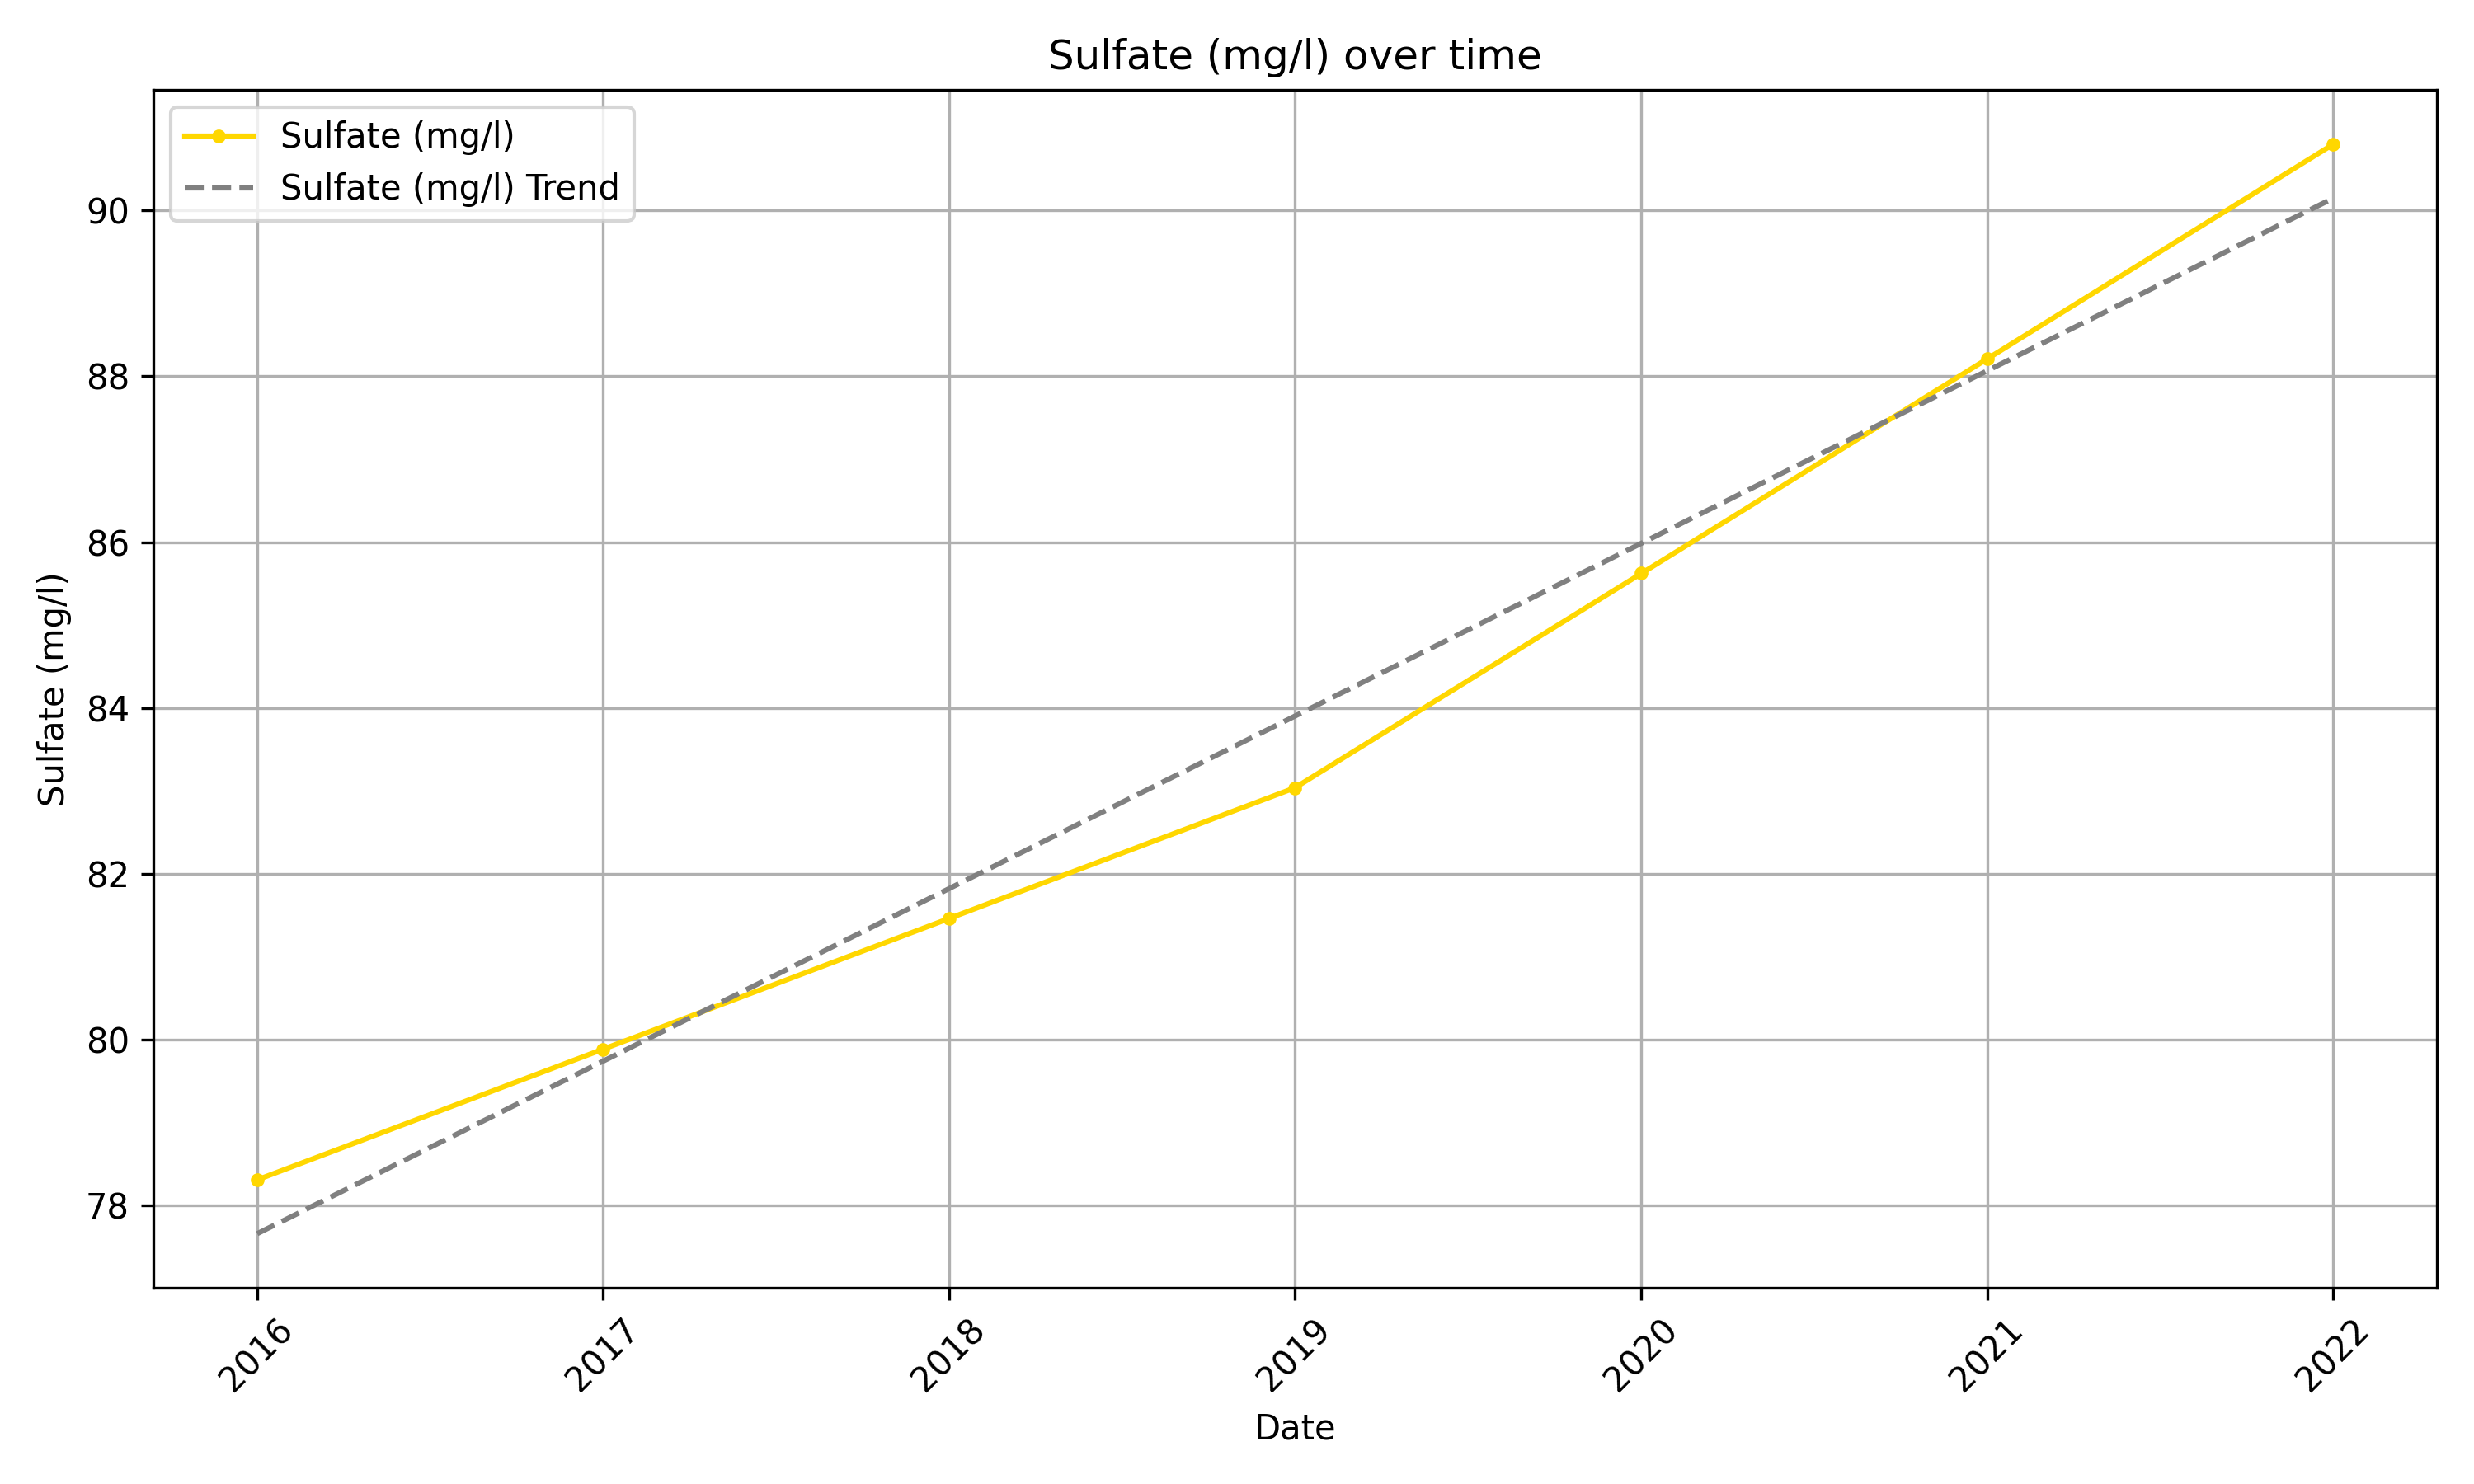 Sulfate (mg/l) over time
Sulfate (mg/l)
Sulfate (mg/l) Trend
Sulfate (mg/l)
90
88
86
84
82
80
78
2016
2017
2018
2019
2020
2021
2022
Date